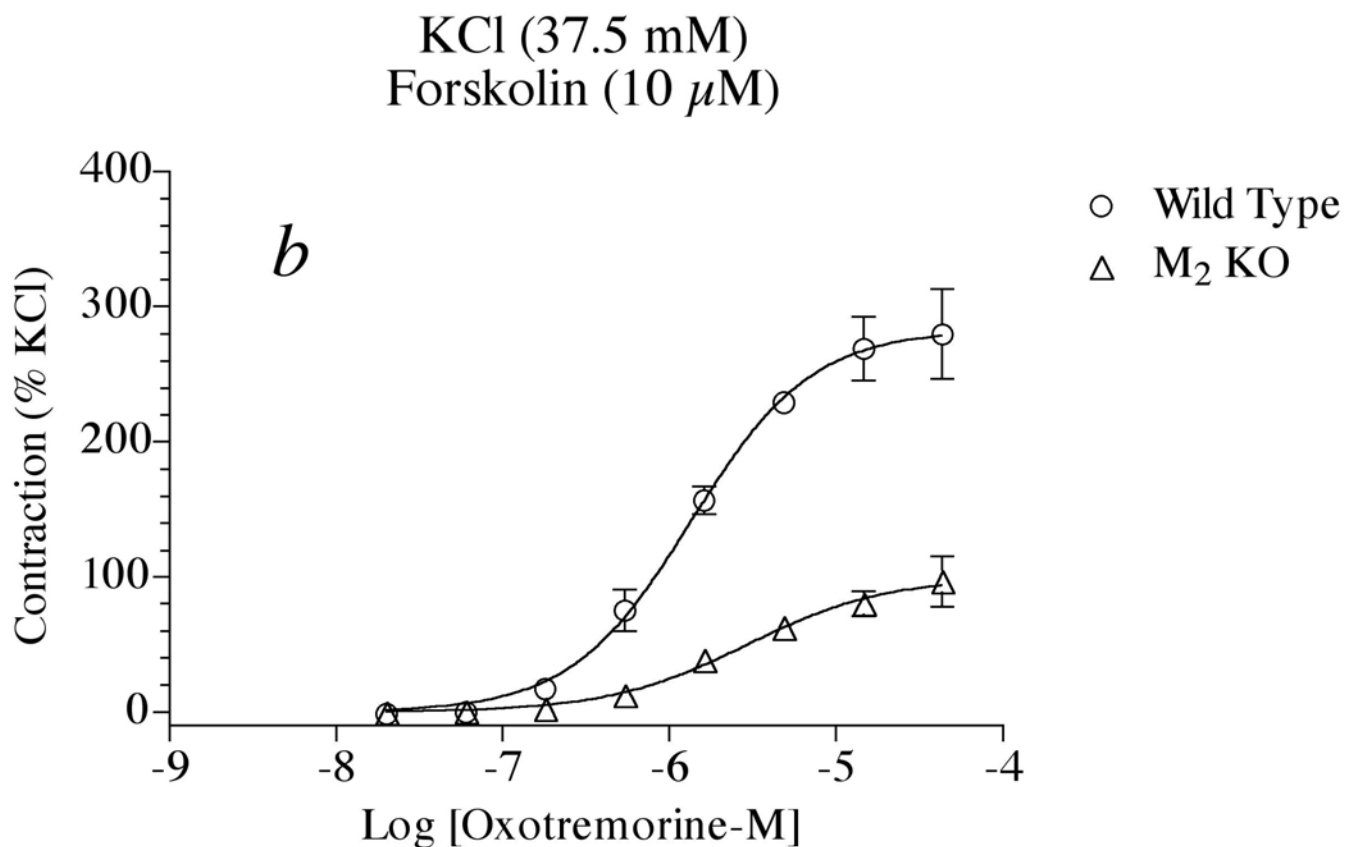 KCl (37.5 mM)
Forskolin (10 µM)
400
300
200
100
0
b
Wild Type
M₂ KO
Contraction (% KCl)
-9 -8 -7 -6 -5 -4
Log [Oxotremorine-M]